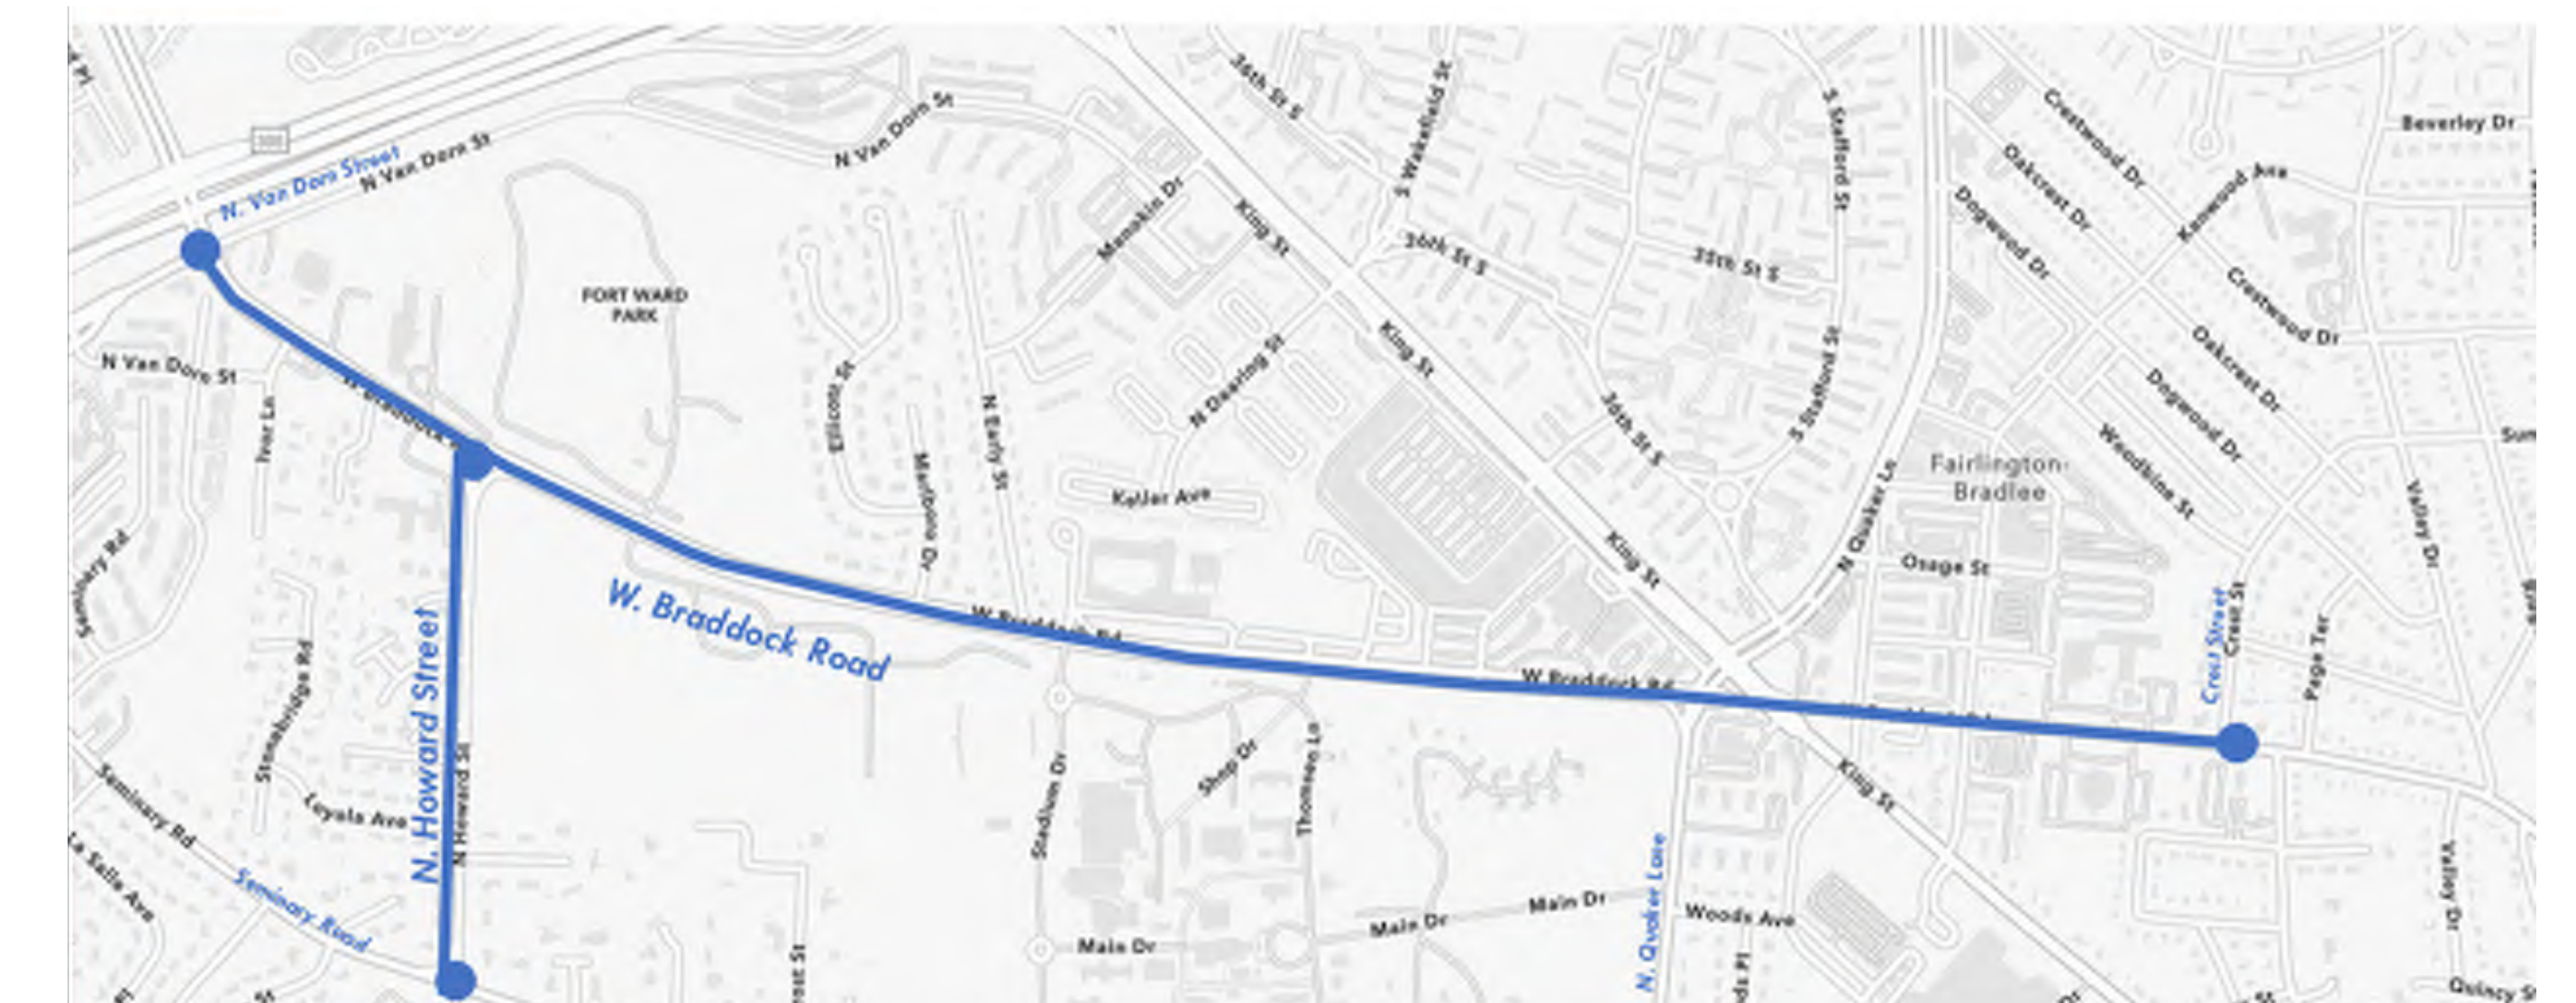 36th St S
S Wakefield St
S Stafford St
Crestwood Dr
Beverley Dr
N Van Dorn St
N. Van Dorn Street
N Van Dorn St
Manokin Dr
King St
36th St S
35th St S
Oakcrest Dr
Dogwood Dr
Kenwood Ave
Crestwood Dr
FORT WARD
PARK
N Van Dorn St
Ivor Ln
Ellicott St
Marlboro Dr
N Early St
N Dearing St
King St
36th St S
S Stafford St
Oakcrest Dr
Dogwood Dr
Woodbine St
Fairlington-
Bradlee
Keller Ave
King St
N Quaker Ln
Osage St
Valley Dr
Seminary Rd
W. Braddock Road
W Braddock Rd
W Braddock Rd
Crest Street
Crest St
Page Ter
N. Howard Street
N Howard St
Stonebridge Rd
Loyola Ave
Seminary Rd
La Salle Ave
Seminary Road
Stadium Dr
Shop Dr
Thomsen Ln
King St
N. Quaker Lane
Main Dr
Main Dr
Main Dr
Woods Ave
Valley Dr
Quincy S